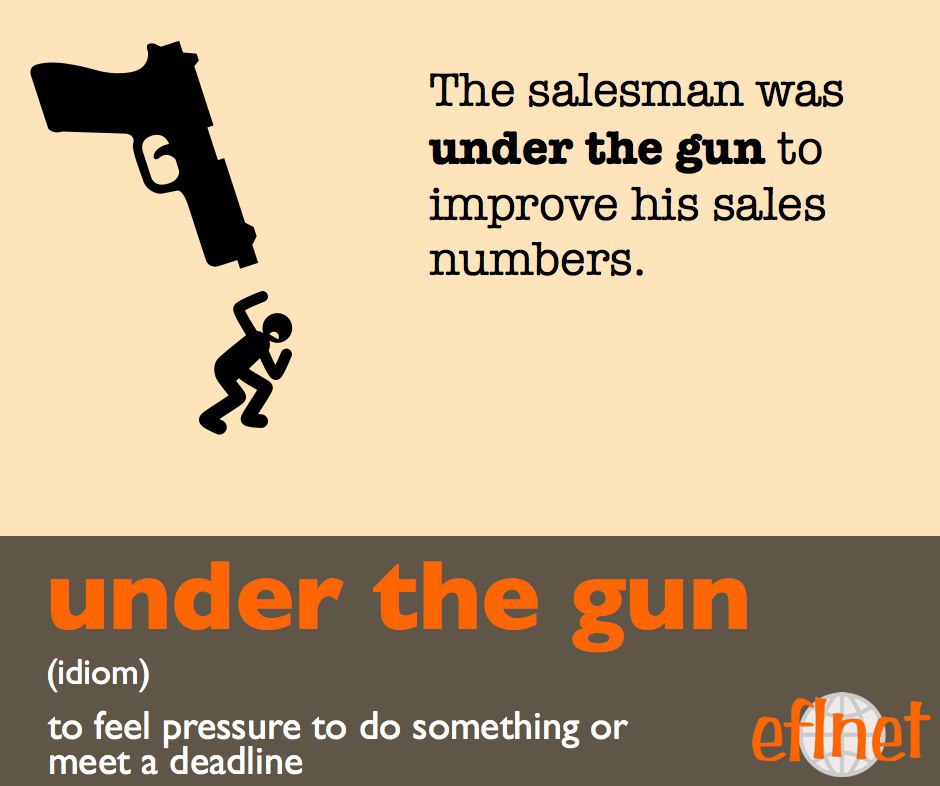 The salesman was
under the gun to
improve his sales
numbers.
under the gun
(idiom)
to feel pressure to do something or
meet a deadline
eflnet